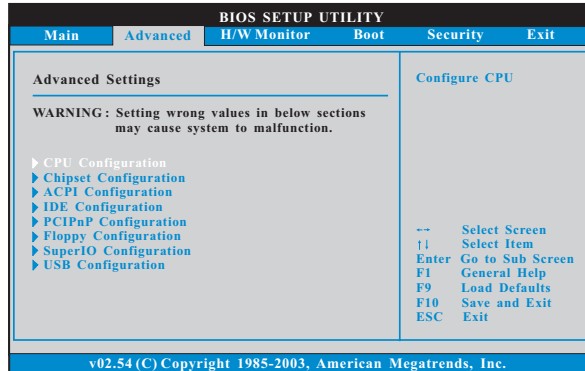 BIOS SETUP UTILITY
Main Advanced H/W Monitor Boot Security Exit
Advanced Settings
WARNING : Setting wrong values in below sections
may cause system to malfunction.
CPU Configuration
Chipset Configuration
ACPI Configuration
IDE Configuration
PCIPnP Configuration
Floppy Configuration
SuperIO Configuration
USB Configuration
Configure CPU
←→ Select Screen
↑↓ Select Item
Enter Go to Sub Screen
F1 General Help
F9 Load Defaults
F10 Save and Exit
ESC Exit
v02.54 (C) Copyright 1985-2003, American Megatrends, Inc.